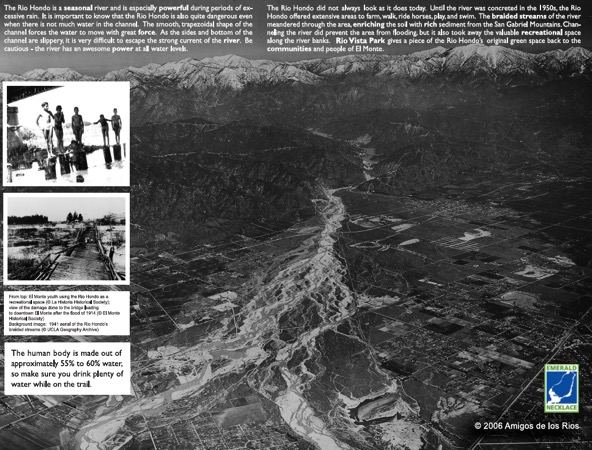 The Rio Hondo is a seasonal river and is especially powerful during periods of ex-
cessive rain. It is important to know that the Rio Hondo is also quite dangerous even
when there is not much water in the channel. The smooth, trapezoidal shape of the
channel forces the water to move with great force. As the sides and bottom of the
channel are slippery, it is very difficult to escape the strong current of the river. Be
cautious - the river has an awesome power at all water levels.
The Rio Hondo did not always look as it does today. Until the river was concreted in the 1950s, the Rio
Hondo offered extensive areas to farm, walk, ride horses, play, and swim. The braided streams of the river
meandered through the area, enriching the soil with rich sediment from the San Gabriel Mountains. Chan-
neling the river did prevent the area from flooding, but it also took away the valuable recreational space
along the river banks. Rio Vista Park gives a piece of the Rio Hondo's original green space back to the
communities and people of El Monte.
From top: El Monte youth using the Rio Hondo as a
recreational space (© La Historia Historical Society);
view of the damage done to the bridge leading
to downtown El Monte after the flood of 1914 (© El Monte
Historical Society)
Background image: 1941 aerial of the Rio Hondo's
braided streams (© UCLA Geography Archive)
The human body is made out of
approximately 55% to 60% water,
so make sure you drink plenty of
water while on the trail.
EMERALD
NECKLACE
© 2006 Amigos de los Rios